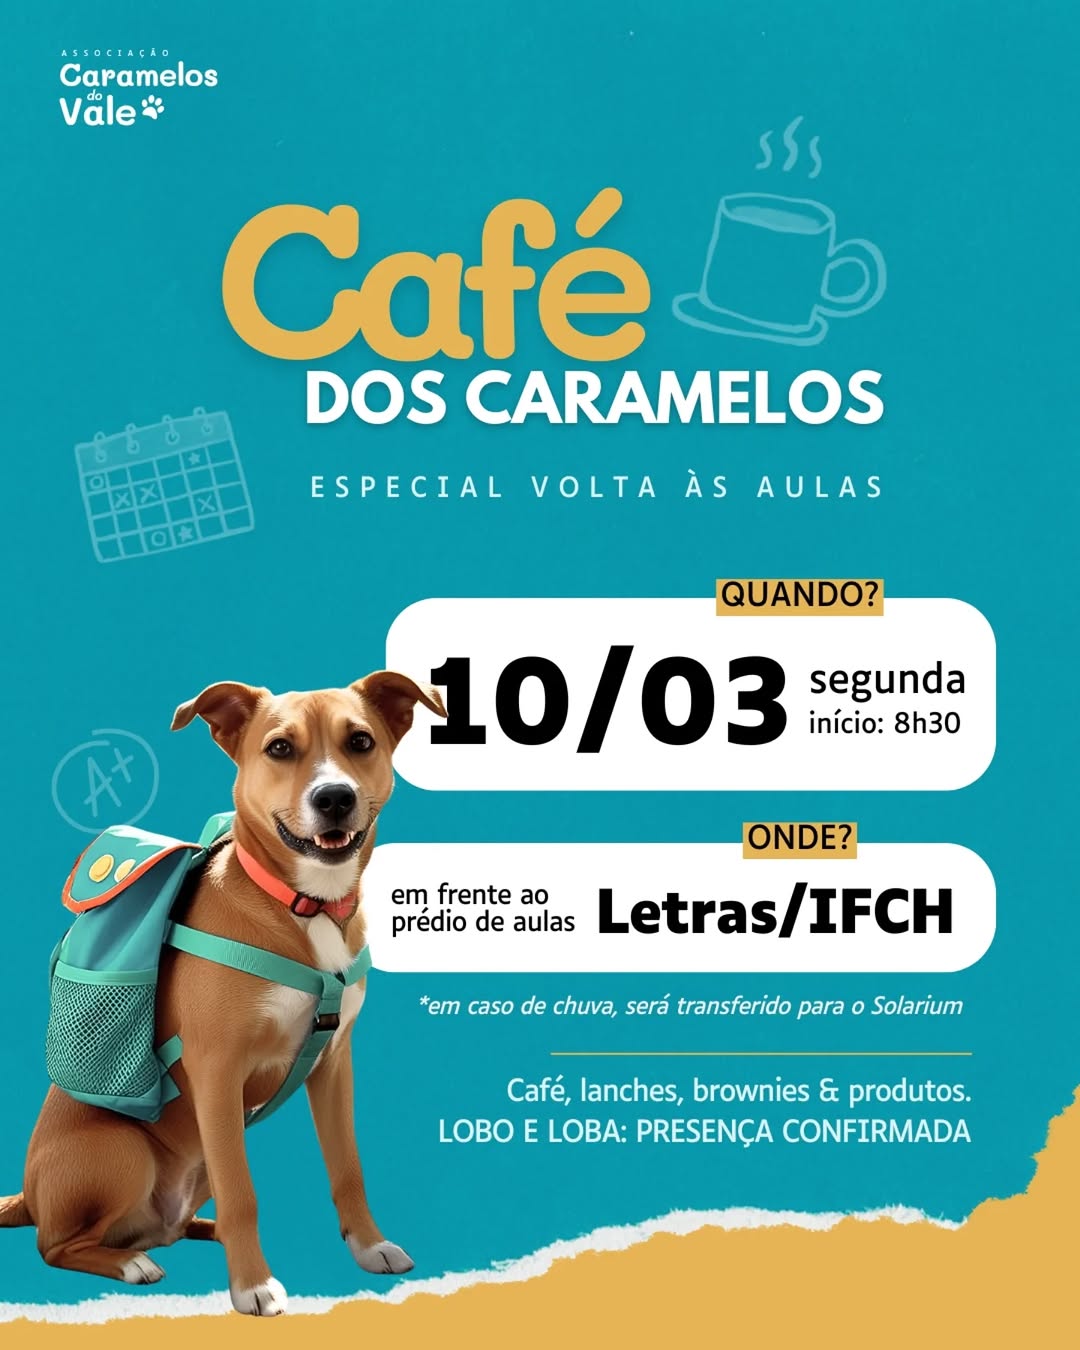 ASSOCIAÇÃO
Caramelos
do
Vale
Café
DOS CARAMELOS
ESPECIAL VOLTA ÀS AULAS
QUANDO?
10/03
segunda
início: 8h30
A+
ONDE?
em frente ao
prédio de aulas
Letras/IFCH
*em caso de chuva, será transferido para o Solarium
Café, lanches, brownies & produtos.
LOBO E LOBA: PRESENÇA CONFIRMADA